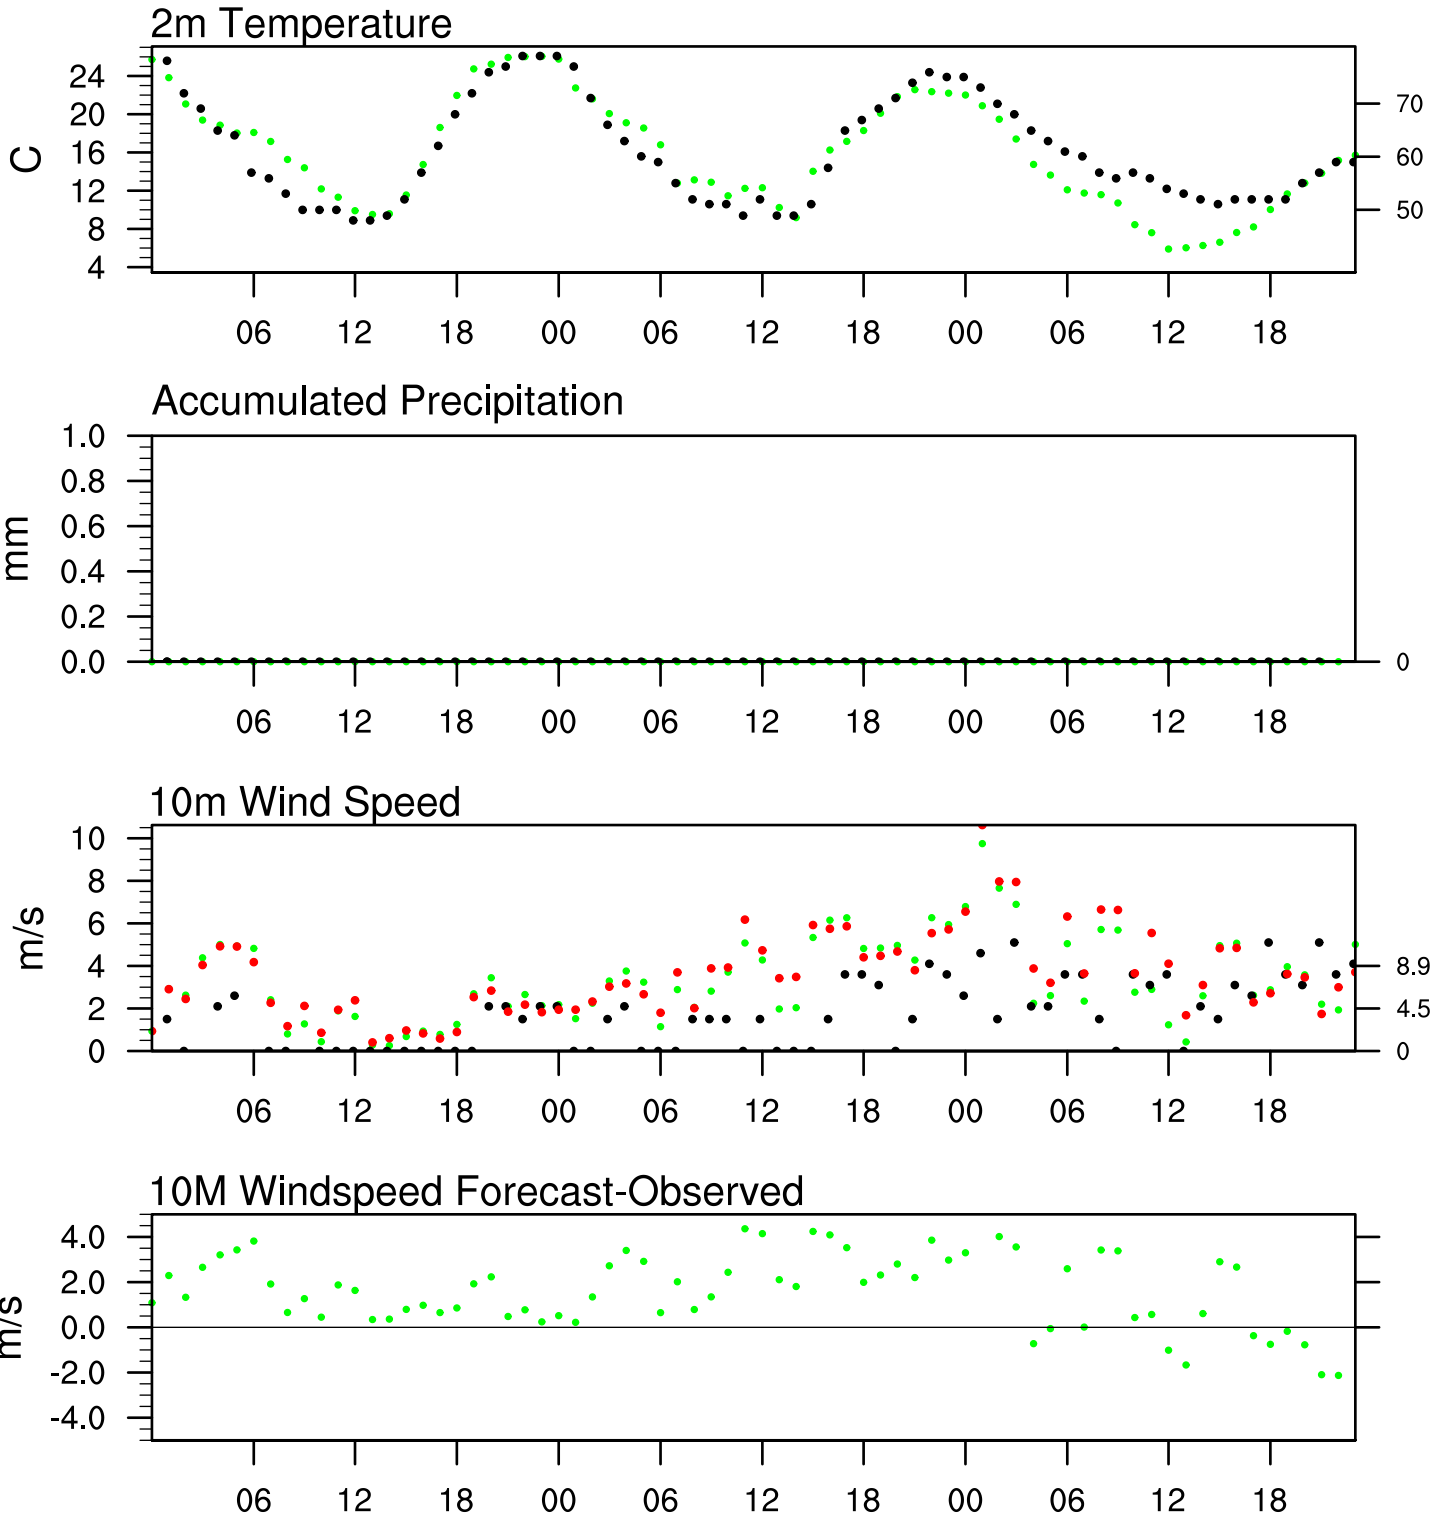 2m Temperature
24
20
16
12
8
4
C
70
60
50
06 12 18 00 06 12 18 00 06 12 18
Accumulated Precipitation
1.0
0.8
0.6
0.4
0.2
0.0
mm
0
06 12 18 00 06 12 18 00 06 12 18
10m Wind Speed
10
8
6
4
2
0
m/s
8.9
4.5
0
06 12 18 00 06 12 18 00 06 12 18
10M Windspeed Forecast-Observed
4.0
2.0
0.0
-2.0
-4.0
m/s
06 12 18 00 06 12 18 00 06 12 18